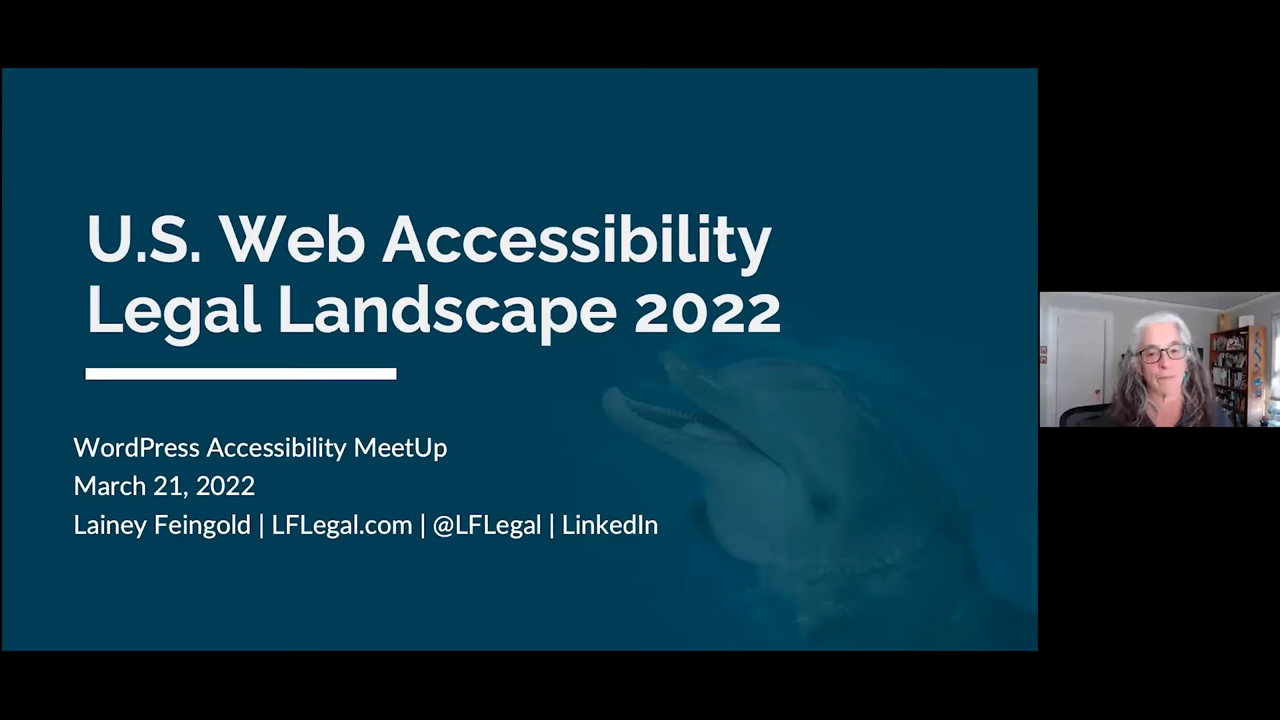 U.S. Web Accessibility
Legal Landscape 2022
WordPress Accessibility MeetUp
March 21, 2022
Lainey Feingold | LFLegal.com | @LFLegal | LinkedIn